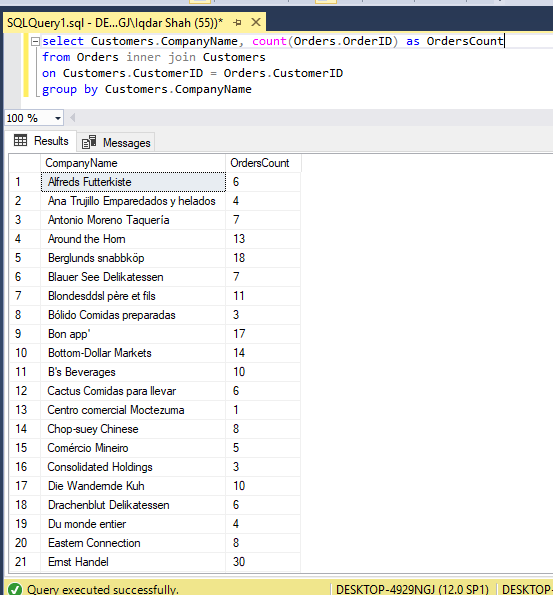 SQLQuery1.sql - DE...GJ\Iqdar Shah (55))*
select Customers.CompanyName, count(Orders.OrderID) as OrdersCount
from Orders inner join Customers
on Customers.CustomerID = Orders.CustomerID
group by Customers.CompanyName
100 %
Results Messages
CompanyName OrdersCount
1 Alfreds Futterkiste 6
2 Ana Trujillo Emparedados y helados 4
3 Antonio Moreno Taquería 7
4 Around the Horn 13
5 Berglunds snabbköp 18
6 Blauer See Delikatessen 7
7 Blondesddsl père et fils 11
8 Bólido Comidas preparadas 3
9 Bon app' 17
10 Bottom-Dollar Markets 14
11 B's Beverages 10
12 Cactus Comidas para llevar 6
13 Centro comercial Moctezuma 1
14 Chop-suey Chinese 8
15 Comércio Mineiro 5
16 Consolidated Holdings 3
17 Die Wandernde Kuh 10
18 Drachenblut Delikatessen 6
19 Du monde entier 4
20 Eastern Connection 8
21 Ernst Handel 30
Query executed successfully. DESKTOP-4929NGJ (12.0 SP1) DESKTOP-